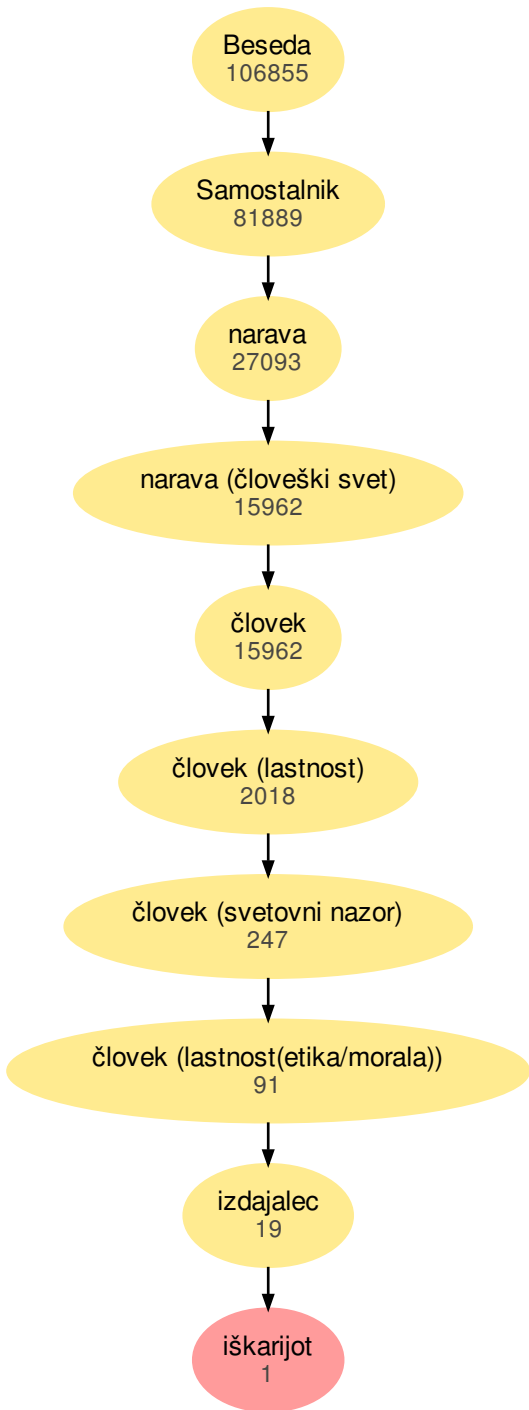 Beseda
106855
Samostalnik
81889
narava
27093
narava (človeški svet)
15962
človek
15962
človek (lastnost)
2018
človek (svetovni nazor)
247
človek (lastnost(etika/morala))
91
izdajalec
19
iškarijot
1